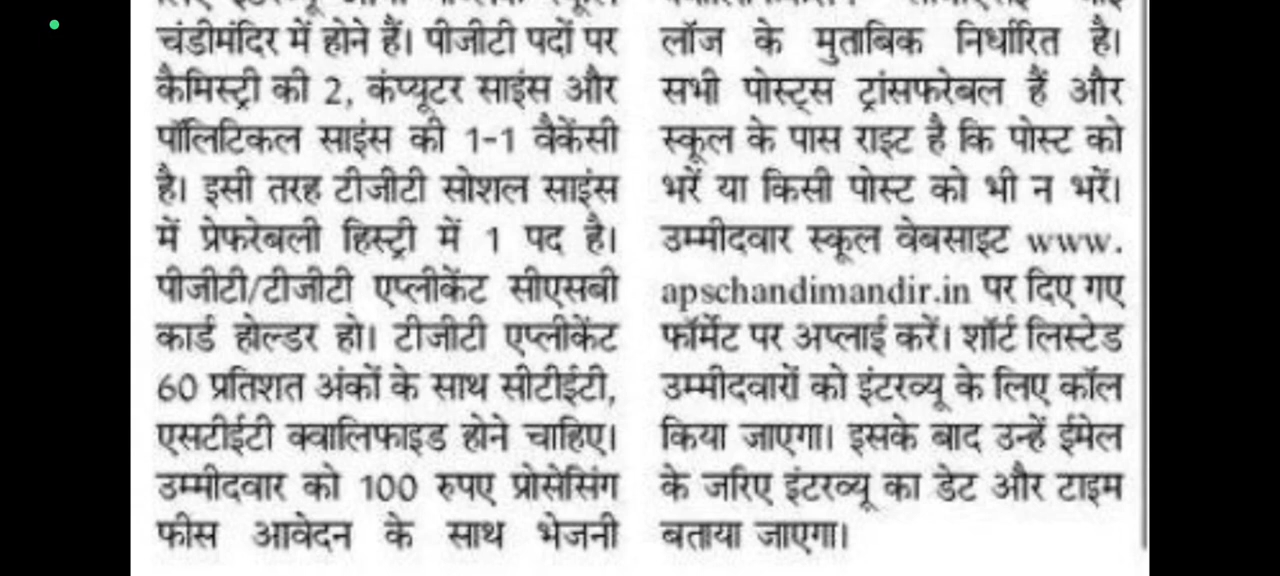 चंडीमंदिर में होने हैं। पीजीटी पदों पर
कैमिस्ट्री की 2, कंप्यूटर साइंस और
पॉलिटिकल साइंस की 1-1 वैकेंसी
है। इसी तरह टीजीटी सोशल साइंस
में प्रेफरेबली हिस्ट्री में 1 पद है।
पीजीटी/टीजीटी एप्लीकेंट सीएसबी
कार्ड होल्डर हो। टीजीटी एप्लीकेंट
60 प्रतिशत अंकों के साथ सीटीईटी,
एसटीईटी क्वालिफाइड होने चाहिए।
उम्मीदवार को 100 रुपए प्रोसेसिंग
फीस आवेदन के साथ भेजनी
लॉज के मुताबिक निर्धारित है।
सभी पोस्ट्स ट्रांसफरेबल हैं और
स्कूल के पास राइट है कि पोस्ट को
भरें या किसी पोस्ट को भी न भरें।
उम्मीदवार स्कूल वेबसाइट www.
apschandimandir.in पर दिए गए
फॉर्मेट पर अप्लाई करें। शॉर्ट लिस्टेड
उम्मीदवारों को इंटरव्यू के लिए कॉल
किया जाएगा। इसके बाद उन्हें ईमेल
के जरिए इंटरव्यू का डेट और टाइम
बताया जाएगा।